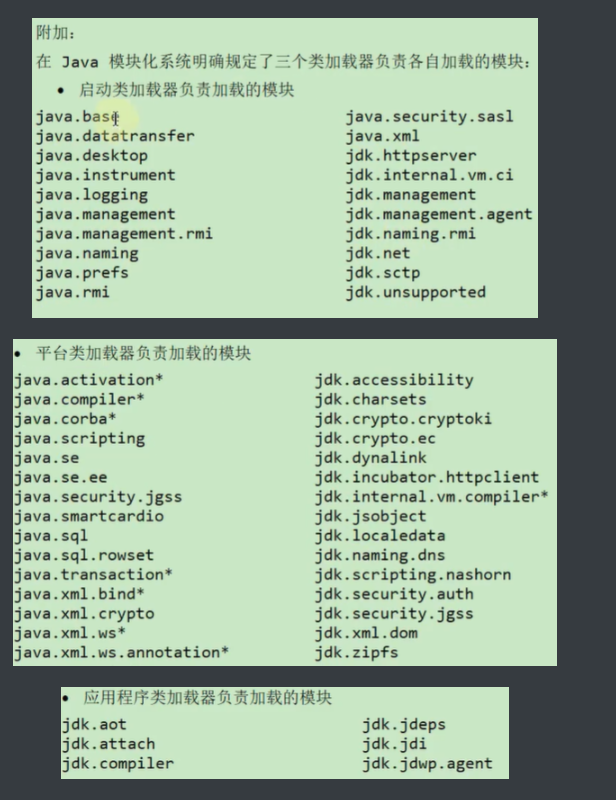 附加：
在 Java 模块化系统明确规定了三个类加载器负责各自加载的模块：
• 启动类加载器负责加载的模块
java.base java.security.sasl
java.datatransfer java.xml
java.desktop jdk.httpserver
java.instrument jdk.internal.vm.ci
java.logging jdk.management
java.management jdk.management.agent
java.management.rmi jdk.naming.rmi
java.naming jdk.net
java.prefs jdk.sctp
java.rmi jdk.unsupported
• 平台类加载器负责加载的模块
java.activation* jdk.accessibility
java.compiler* jdk.charsets
java.corba* jdk.crypto.cryptoki
java.scripting jdk.crypto.ec
java.se jdk.dynalink
java.se.ee jdk.incubator.httpclient
java.security.jgss jdk.internal.vm.compiler*
java.smartcardio jdk.jsobject
java.sql jdk.localedata
java.sql.rowset jdk.naming.dns
java.transaction* jdk.scripting.nashorn
java.xml.bind* jdk.security.auth
java.xml.crypto jdk.security.jgss
java.xml.ws* jdk.xml.dom
java.xml.ws.annotation* jdk.zipfs
• 应用程序类加载器负责加载的模块
jdk.aot jdk.jdeps
jdk.attach jdk.jdi
jdk.compiler jdk.jdwp.agent